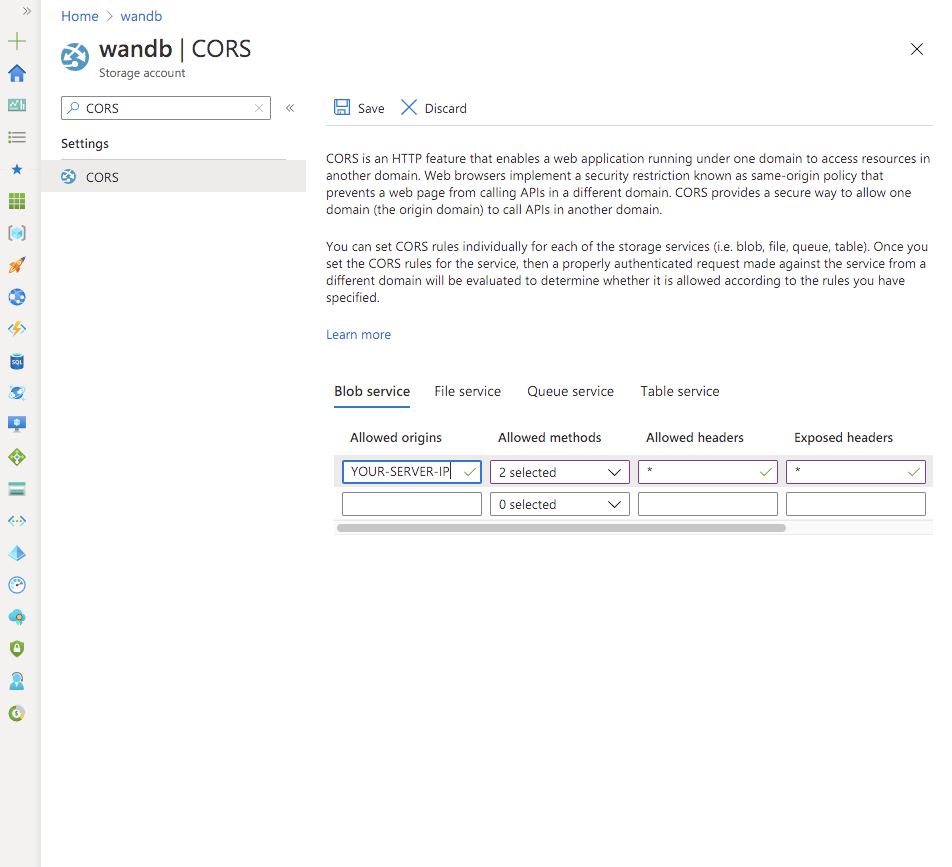 Home > wandb
wandb | CORS
Storage account
CORS
Save
Discard
Settings
CORS
CORS is an HTTP feature that enables a web application running under one domain to access resources in
another domain. Web browsers implement a security restriction known as same-origin policy that
prevents a web page from calling APIs in a different domain. CORS provides a secure way to allow one
domain (the origin domain) to call APIs in another domain.
You can set CORS rules individually for each of the storage services (i.e. blob, file, queue, table). Once you
set the CORS rules for the service, then a properly authenticated request made against the service from a
different domain will be evaluated to determine whether it is allowed according to the rules you have
specified.
Learn more
Blob service File service Queue service Table service
Allowed origins Allowed methods Allowed headers Exposed headers
YOUR-SERVER-IP 2 selected * *
0 selected
SQL